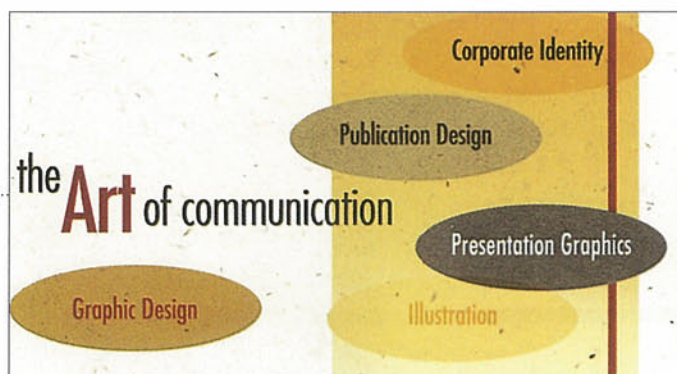 Corporate Identity
Publication Design
the Art of communication
Presentation Graphics
Graphic Design
Illustration